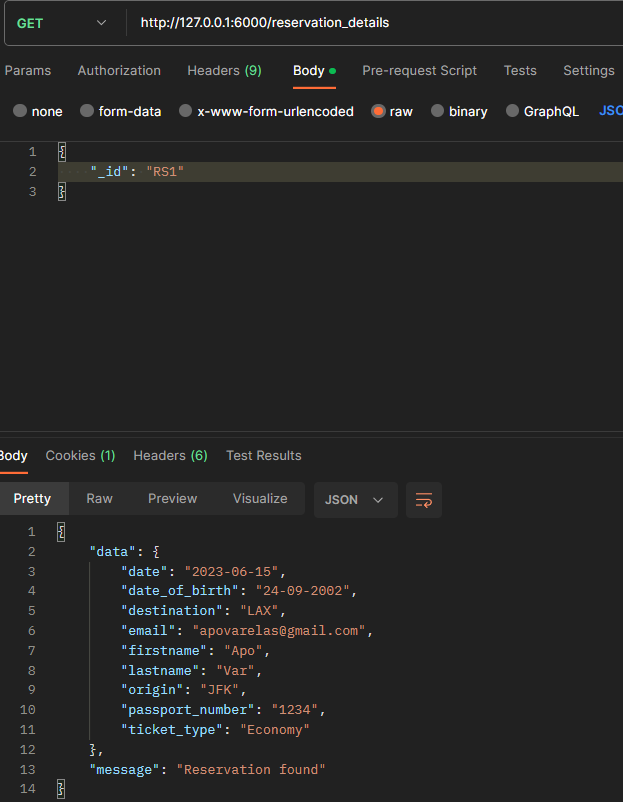 GET http://127.0.0.1:6000/reservation_details
Params Authorization Headers (9) Body Pre-request Script Tests Settings
none form-data x-www-form-urlencoded raw binary GraphQL JSO
1 {
2 "_id": "RS1"
3 }
Body Cookies (1) Headers (6) Test Results
Pretty Raw Preview Visualize JSON
1 {
2 "data": {
3 "date": "2023-06-15",
4 "date_of_birth": "24-09-2002",
5 "destination": "LAX",
6 "email": "apovarelas@gmail.com",
7 "firstname": "Apo",
8 "lastname": "Var",
9 "origin": "JFK",
10 "passport_number": "1234",
11 "ticket_type": "Economy"
12 },
13 "message": "Reservation found"
14 }